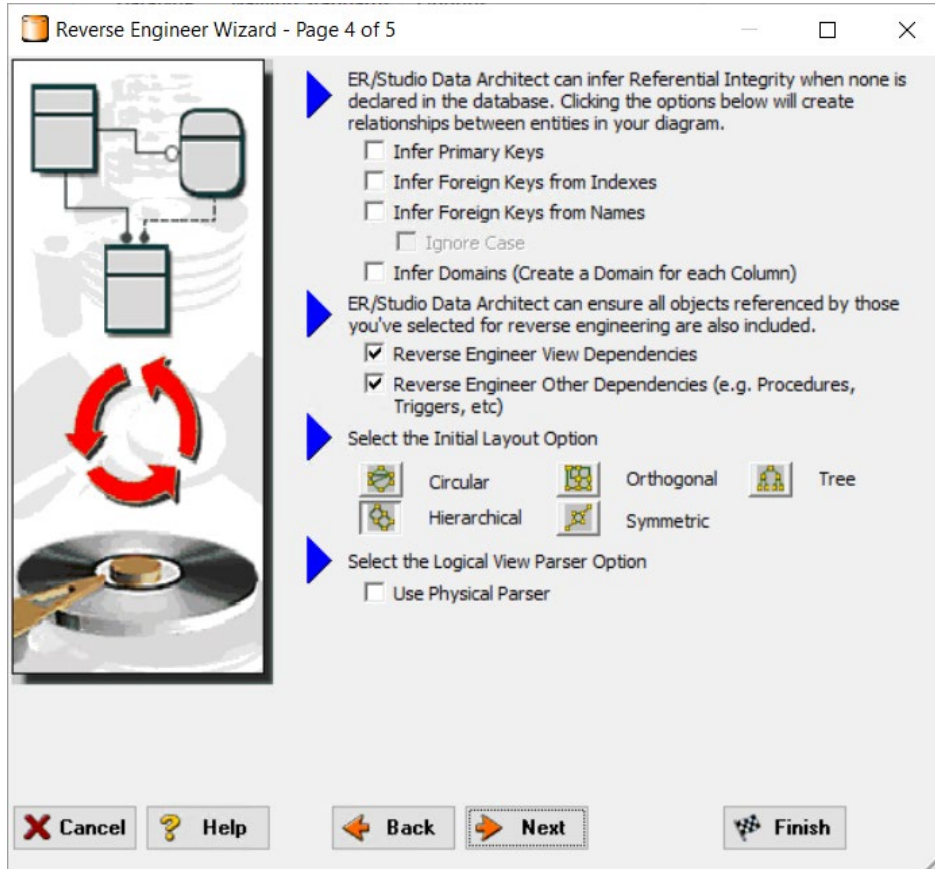 Reverse Engineer Wizard - Page 4 of 5
ER/Studio Data Architect can infer Referential Integrity when none is
declared in the database. Clicking the options below will create
relationships between entities in your diagram.
Infer Primary Keys
Infer Foreign Keys from Indexes
Infer Foreign Keys from Names
Ignore Case
Infer Domains (Create a Domain for each Column)
ER/Studio Data Architect can ensure all objects referenced by those
you've selected for reverse engineering are also included.
Reverse Engineer View Dependencies
Reverse Engineer Other Dependencies (e.g. Procedures,
Triggers, etc)
Select the Initial Layout Option
Circular Orthogonal Tree
Hierarchical Symmetric
Select the Logical View Parser Option
Use Physical Parser
Cancel Help Back Next Finish